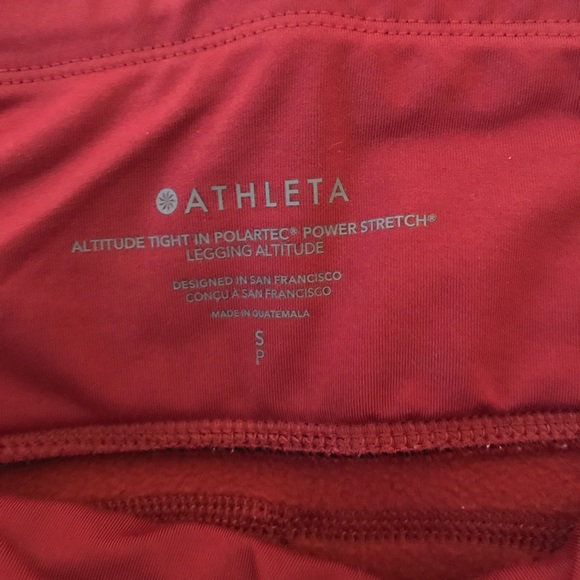 ATHLETA
ALTITUDE TIGHT IN POLARTEC® POWER STRETCH®
LEGGING ALTITUDE
DESIGNED IN SAN FRANCISCO
CONÇU À SAN FRANCISCO
MADE IN GUATEMALA
S
P